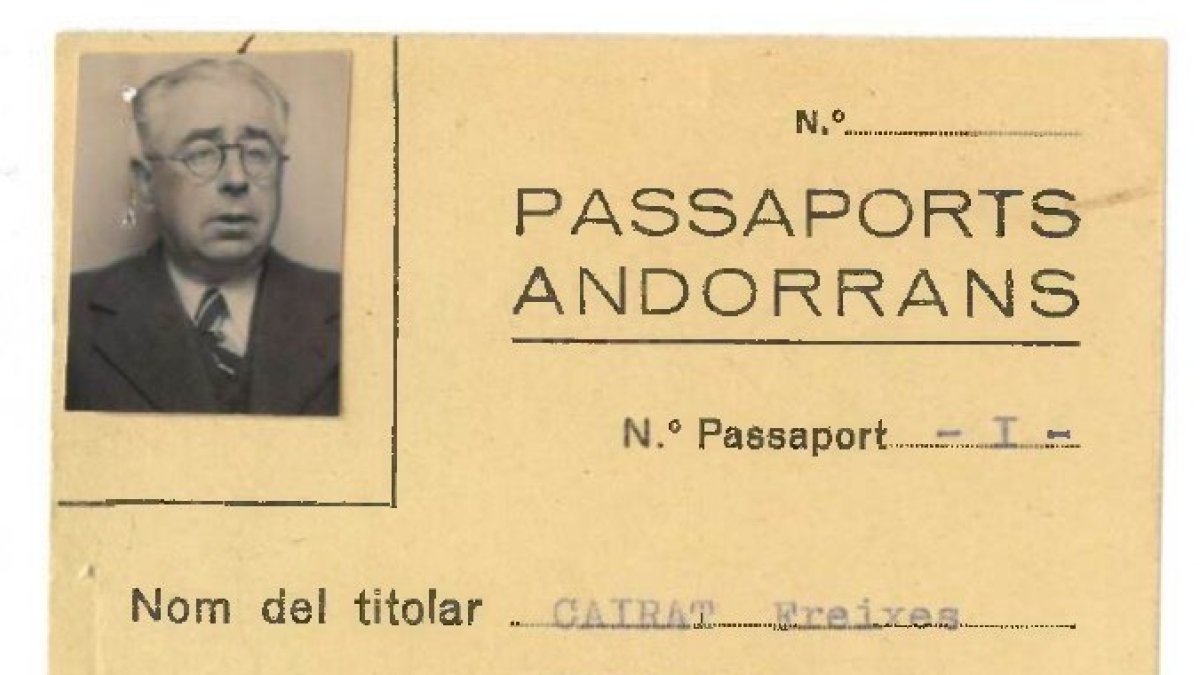 N.º
PASSAPORTS
ANDORRANS
N.º Passaport - I -
Nom del titolar CAIRAT Freixes